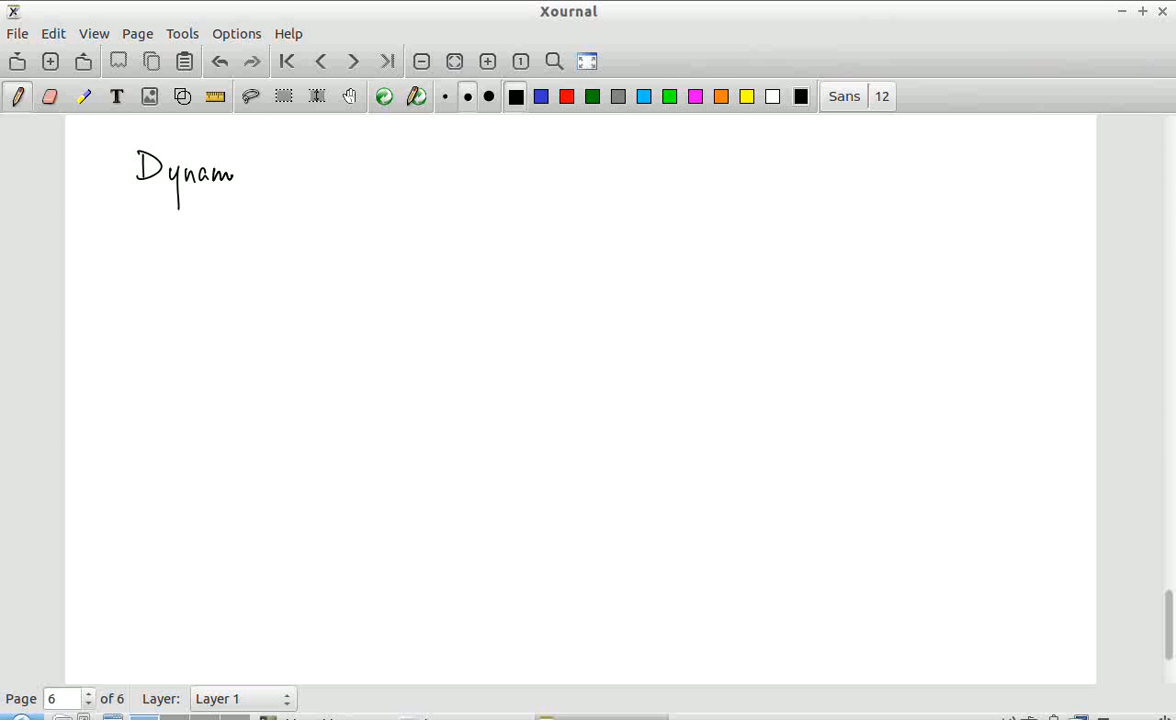 Xournal
File Edit View Page Tools Options Help
Sans 12
Dynam
Page 6 of 6 Layer: Layer 1